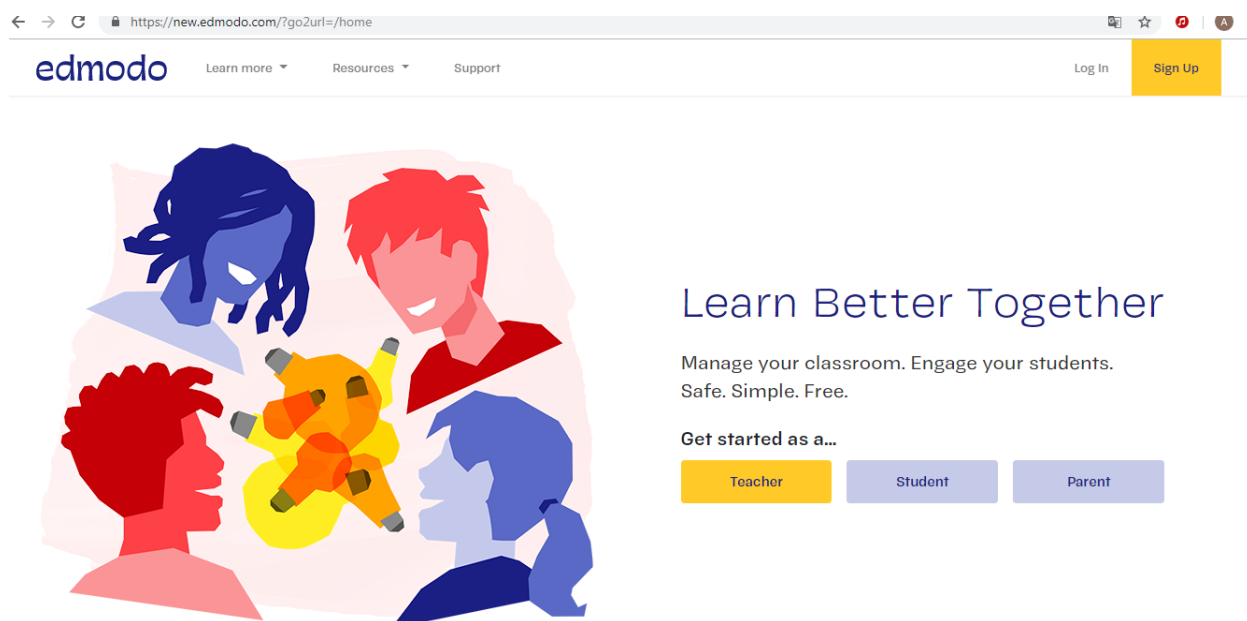 https://new.edmodo.com/?go2url=/home
A
edmodo Learn more Resources Support Log In Sign Up
Learn Better Together
Manage your classroom. Engage your students.
Safe. Simple. Free.
Get started as a...
Teacher Student Parent